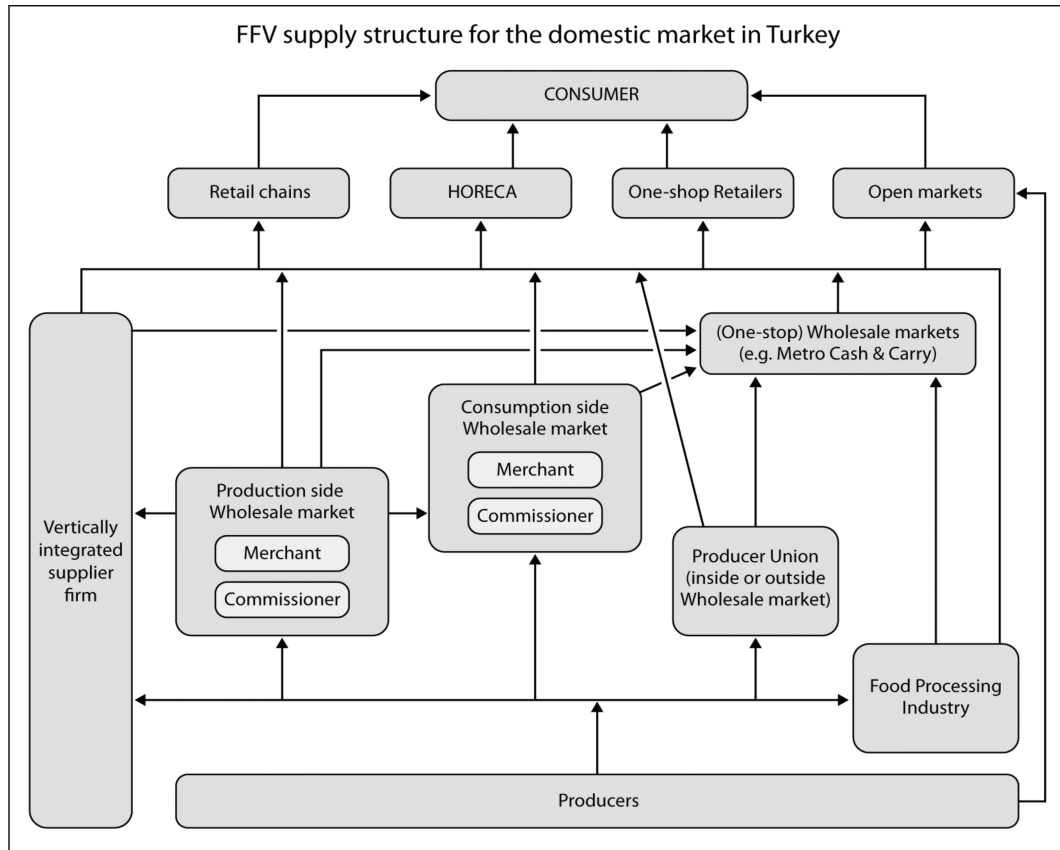 FFV supply structure for the domestic market in Turkey
CONSUMER
Retail chains
HORECA
One-shop Retailers
Open markets
(One-stop) Wholesale markets
(e.g. Metro Cash & Carry)
Consumption side
Wholesale market
Merchant
Commissioner
Production side
Wholesale market
Merchant
Commissioner
Vertically
integrated
supplier
firm
Producer Union
(inside or outside
Wholesale market)
Food Processing
Industry
Producers